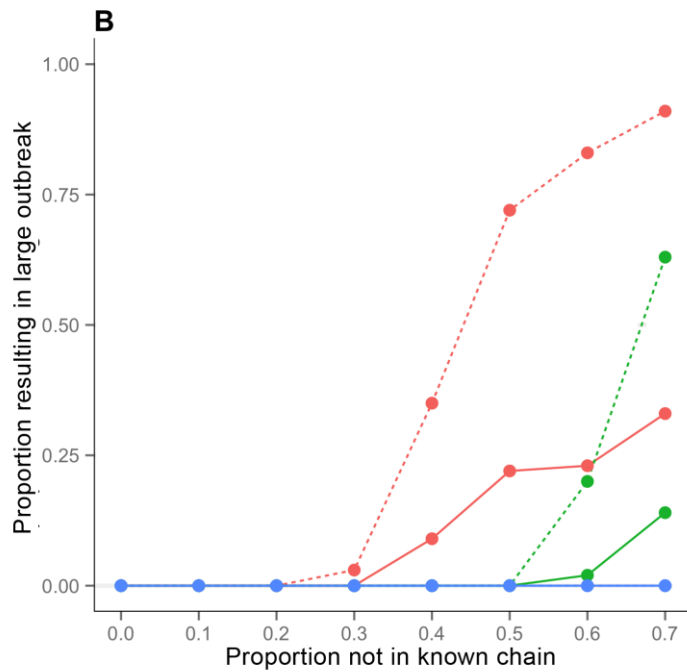 B
Proportion resulting in large outbreak
1.00
0.75
0.50
0.25
0.00
0.0 0.1 0.2 0.3 0.4 0.5 0.6 0.7
Proportion not in known chain